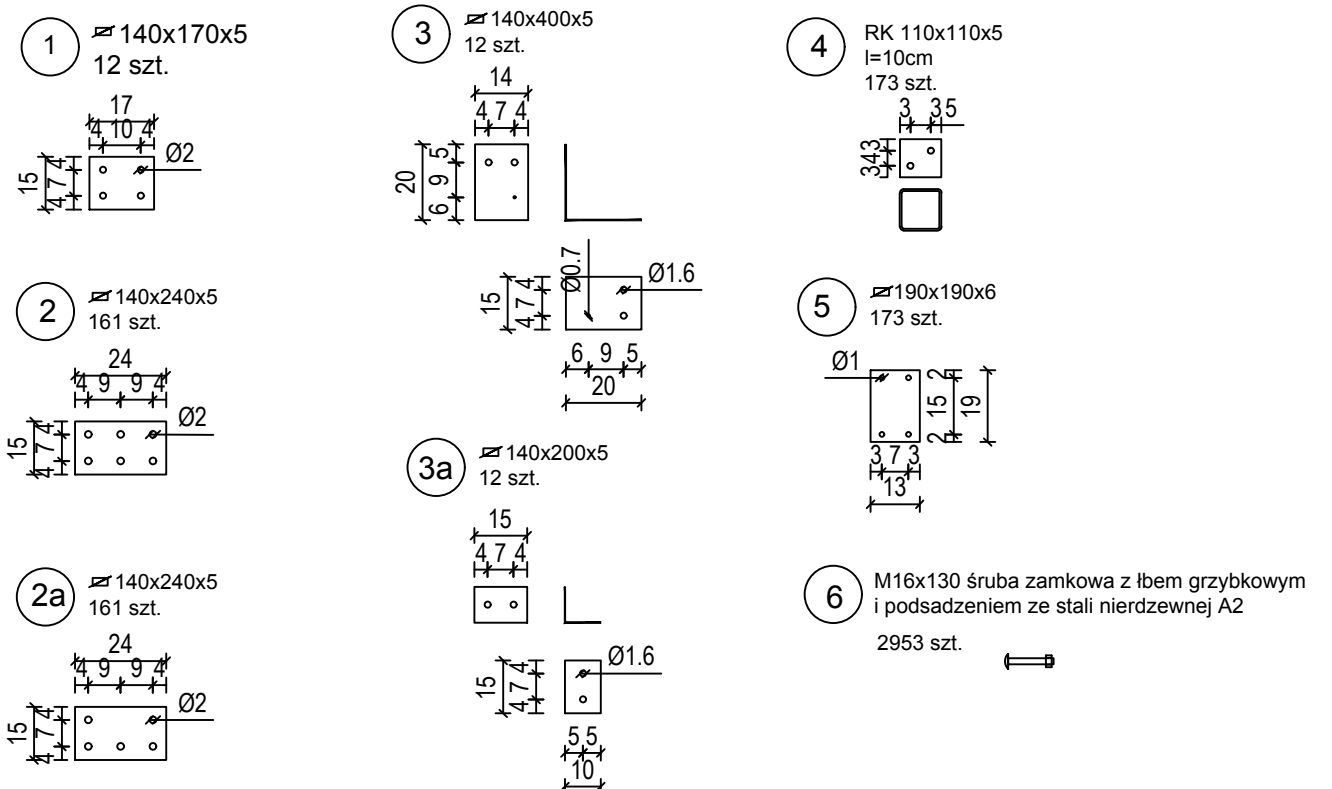 1
140x170x5
12 szt.
17
4 10 4
Ø2
15
4 7 4
2
140x240x5
161 szt.
24
4 9 9 4
Ø2
15
4 7 4
2a
140x240x5
161 szt.
24
4 9 9 4
Ø2
15
4 7 4
3
140x400x5
12 szt.
14
4 7 4
20
6 9 5
Ø0.7
Ø1.6
15
4 7 4
6 9 5
20
3a
140x200x5
12 szt.
15
4 7 4
Ø1.6
15
4 7 4
5 5
10
4
RK 110x110x5
l=10cm
173 szt.
3 35
343
5
190x190x6
173 szt.
Ø1
2 15 2
19
3 7 3
13
6
M16x130 śruba zamkowa z łbem grzybkowym
i podsadzeniem ze stali nierdzewnej A2
2953 szt.